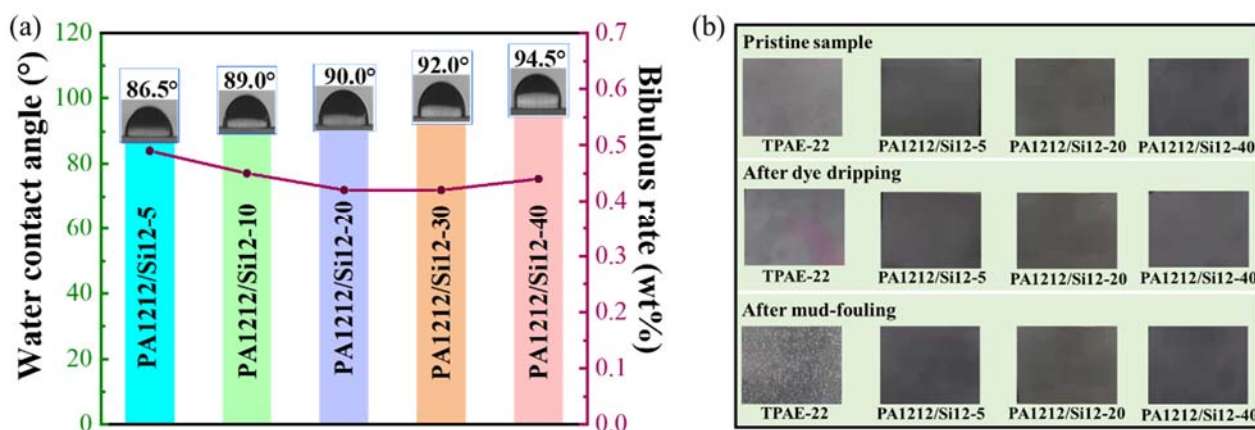 (a)
Water contact angle (°)
120
100
80
60
40
20
0
86.5°
89.0°
90.0°
92.0°
94.5°
PA1212/Si12-5
PA1212/Si12-10
PA1212/Si12-20
PA1212/Si12-30
PA1212/Si12-40
0.7
0.6
0.5
0.4
0.3
0.2
0.1
0.0
Bibulous rate (wt%)
(b)
Pristine sample
TPAE-22 PA1212/Si12-5 PA1212/Si12-20 PA1212/Si12-40
After dye dripping
TPAE-22 PA1212/Si12-5 PA1212/Si12-20 PA1212/Si12-40
After mud-fouling
TPAE-22 PA1212/Si12-5 PA1212/Si12-20 PA1212/Si12-40